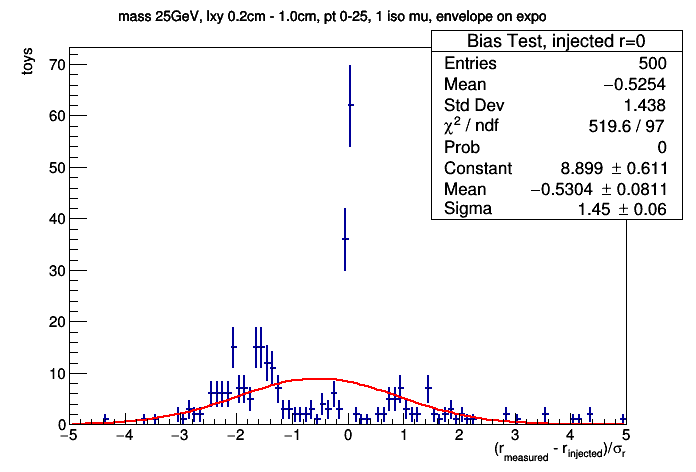 mass 25GeV, lxy 0.2cm - 1.0cm, pt 0-25, 1 iso mu, envelope on expo
Bias Test, injected r=0
Entries 500
Mean −0.5254
Std Dev 1.438
χ² / ndf 519.6 / 97
Prob 0
Constant 8.899 ± 0.611
Mean −0.5304 ± 0.0811
Sigma 1.45 ± 0.06
toys
70
60
50
40
30
20
10
0
−5 −4 −3 −2 −1 0 1 2 3 4 5
(r_measured - r_injected)/σ_r